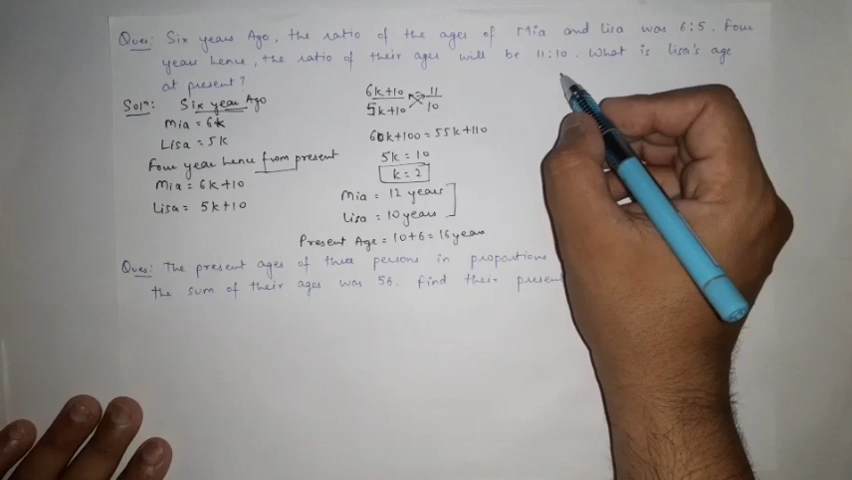 Ques: Six years Ago, the ratio of the ages of Mia and Lisa was 6:5. Four
years hence, the ratio of their ages will be 11:10. What is Lisa's age
at present?
Soln: Six year Ago
Mia = 6k
Lisa = 5k
Four year hence from present
Mia = 6k+10
Lisa = 5k+10
6k+10 = 11
5k+10 10
60k+100 = 55k+110
5k = 10
k = 2
Mia = 12 years
Lisa = 10 years
Present Age = 10+6 = 16 years
Ques: The present ages of three persons in proportions
the sum of their ages was 56. Find their present